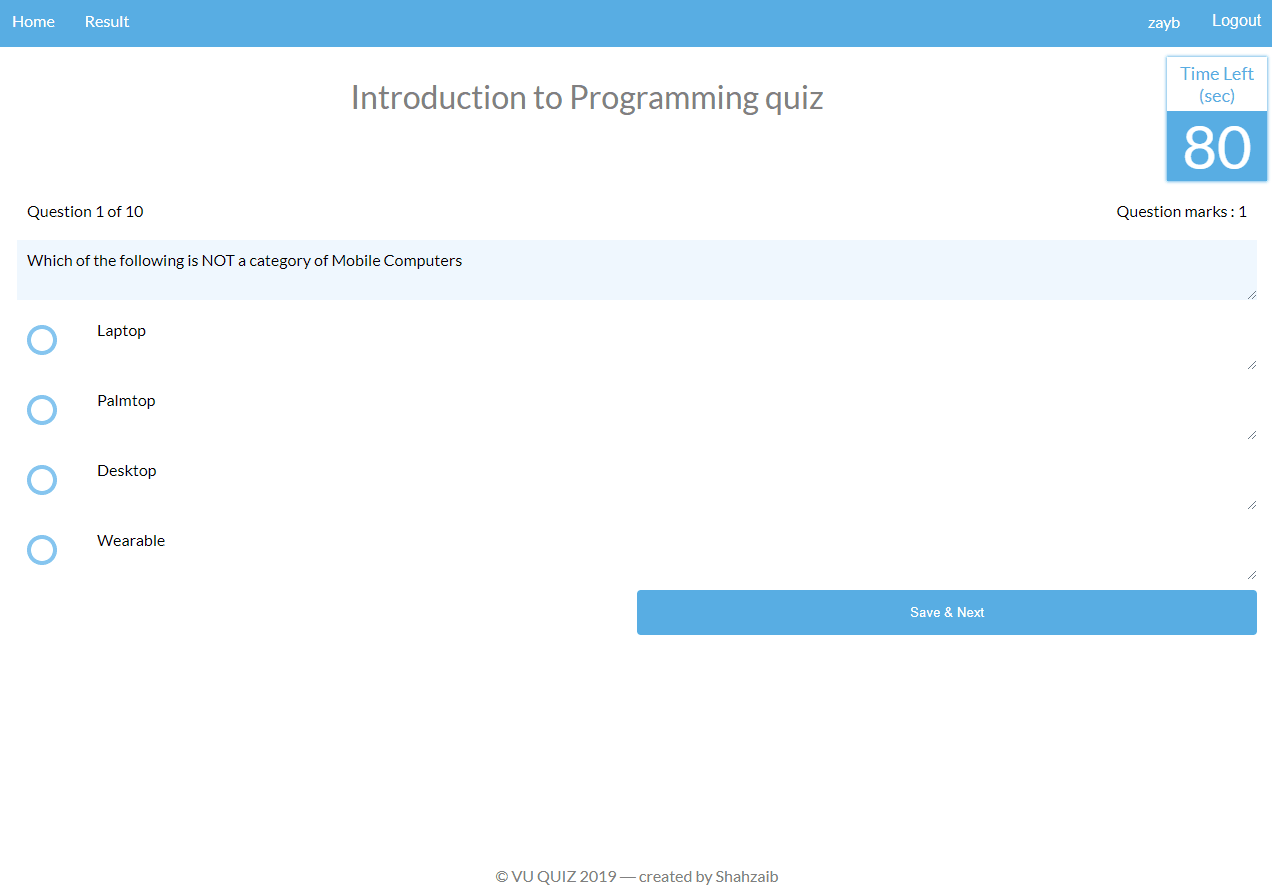 Home Result zayb Logout
Introduction to Programming quiz
Time Left
(sec)
80
Question 1 of 10 Question marks : 1
Which of the following is NOT a category of Mobile Computers
Laptop
Palmtop
Desktop
Wearable
Save & Next
© VU QUIZ 2019 — created by Shahzaib